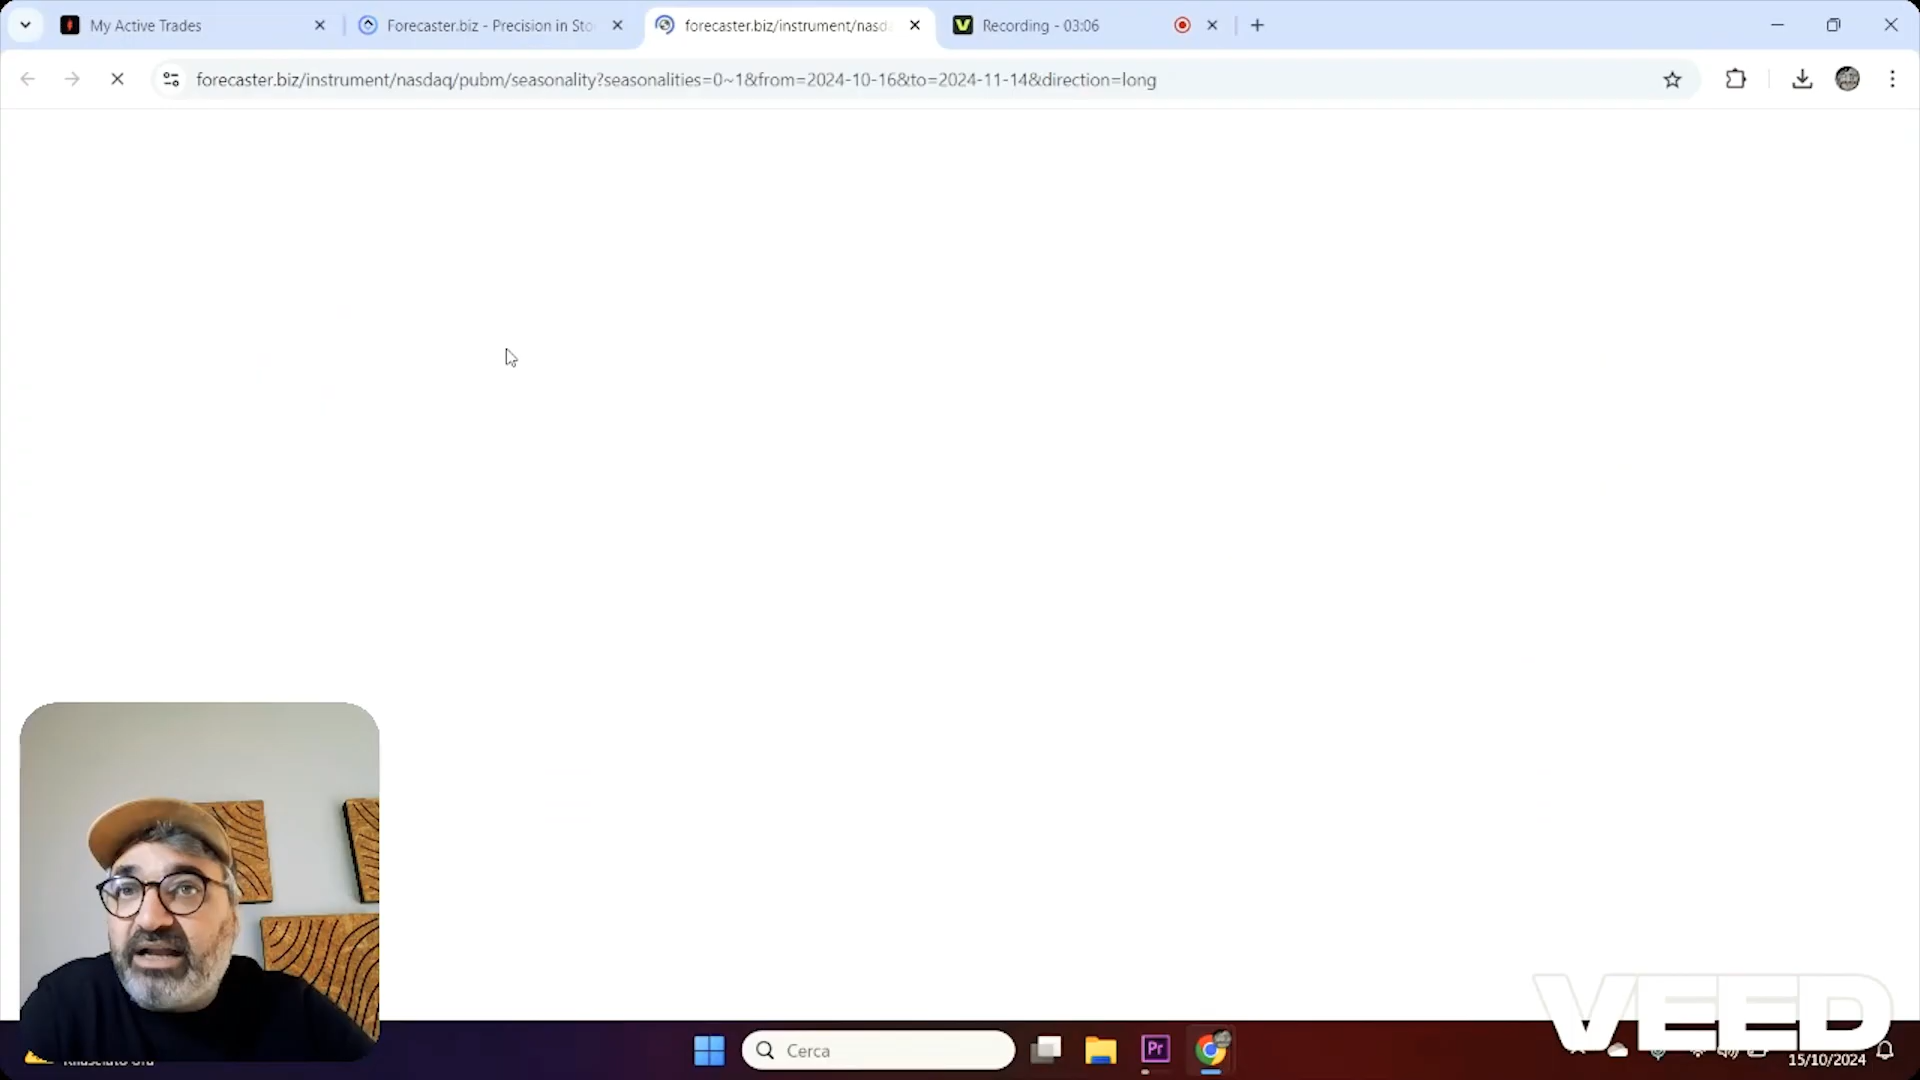 My Active Trades
Forecaster.biz - Precision in Sto
forecaster.biz/instrument/nasd
Recording - 03:06
forecaster.biz/instrument/nasdaq/pubm/seasonality?seasonalities=0~1&from=2024-10-16&to=2024-11-14&direction=long
VEED
Cerca
Pr
15/10/2024